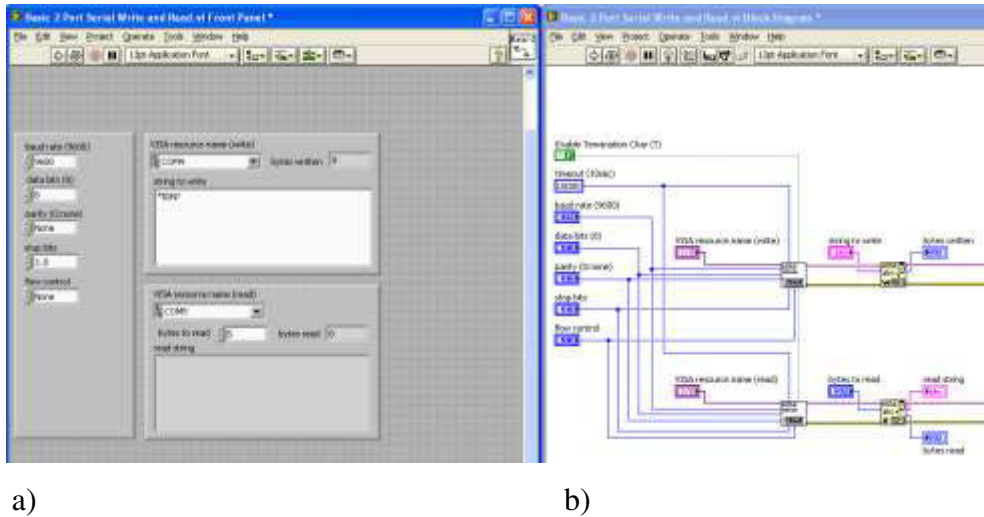 Basic 2 Port Serial Write and Read.vi Front Panel *
File Edit View Project Operate Tools Window Help
13pt Application Font
baud rate (9600)
9600
data bits (8)
8
parity (0:none)
None
stop bits
1.0
flow control
None
VISA resource name (write)
bytes written 0
string to write
VISA resource name (read)
bytes to read 5 bytes read 0
read string
Basic 2 Port Serial Write and Read.vi Block Diagram *
File Edit View Project Operate Tools Window Help
13pt Application Font
Enable Termination Char (T)
timeout (10sec)
baud rate (9600)
data bits (8)
VISA resource name (write) string to write bytes written
parity (0:none)
stop bits
flow control
VISA resource name (read) bytes to read read string
bytes read
a) b)